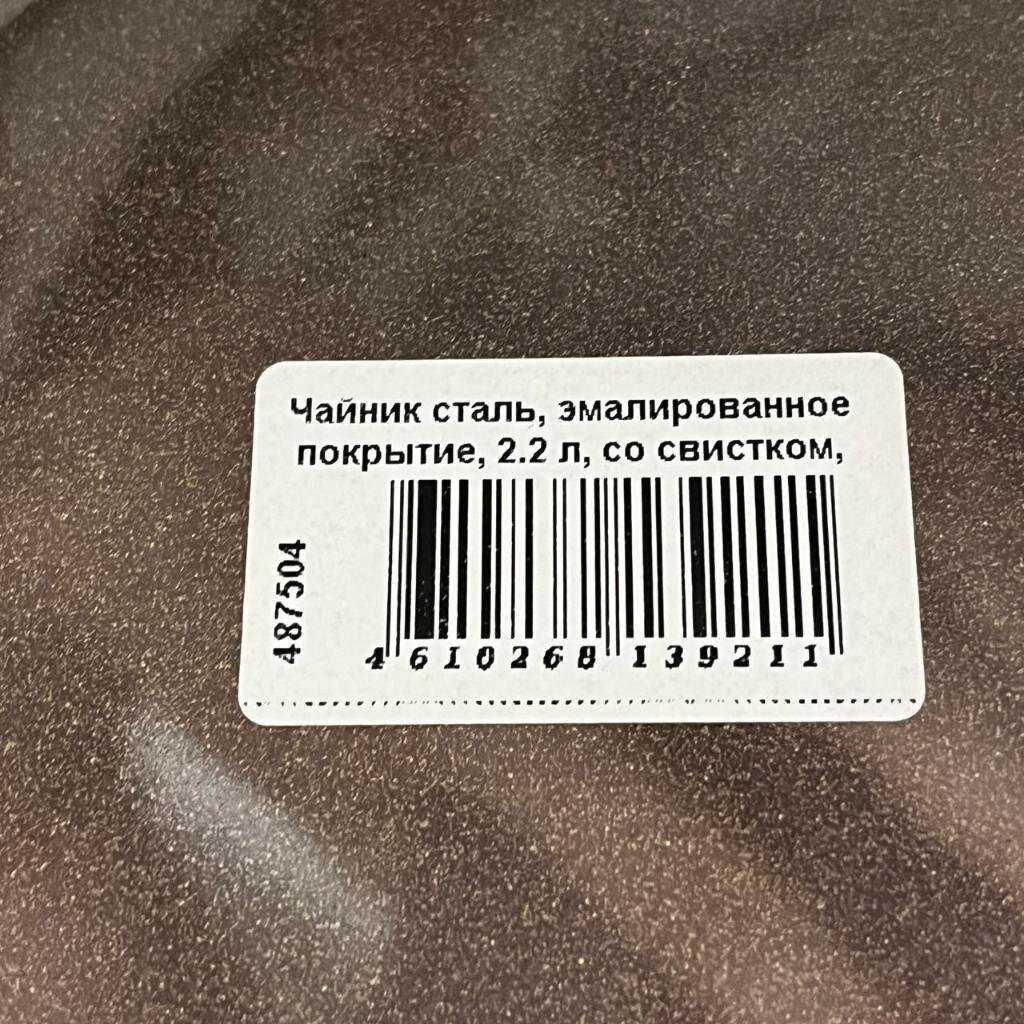 Чайник сталь, эмалированное
покрытие, 2.2 л, со свистком,
487504
4 610268 139211